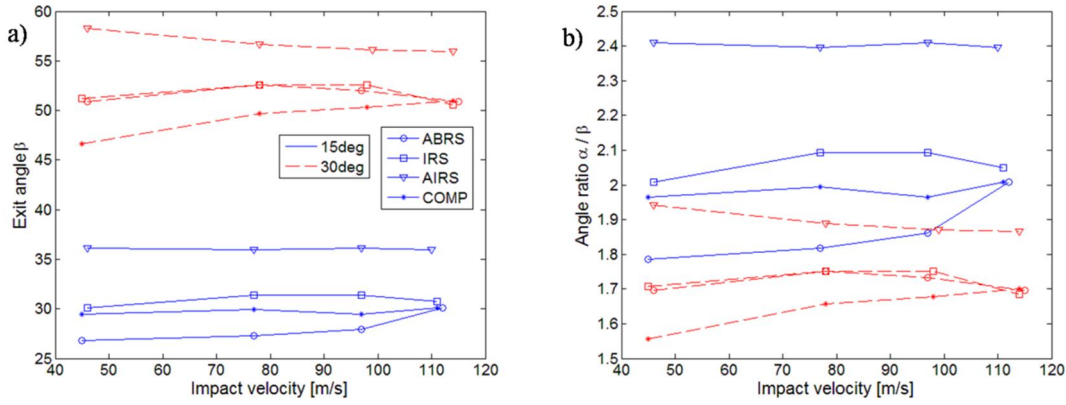 a)
60
55
50
45
40
35
30
25
Exit angle β
15deg
30deg
ABRS
IRS
AIRS
COMP
40 50 60 70 80 90 100 110 120
Impact velocity [m/s]
b)
2.5
2.4
2.3
2.2
2.1
2
1.9
1.8
1.7
1.6
1.5
Angle ratio α / β
40 50 60 70 80 90 100 110 120
Impact velocity [m/s]